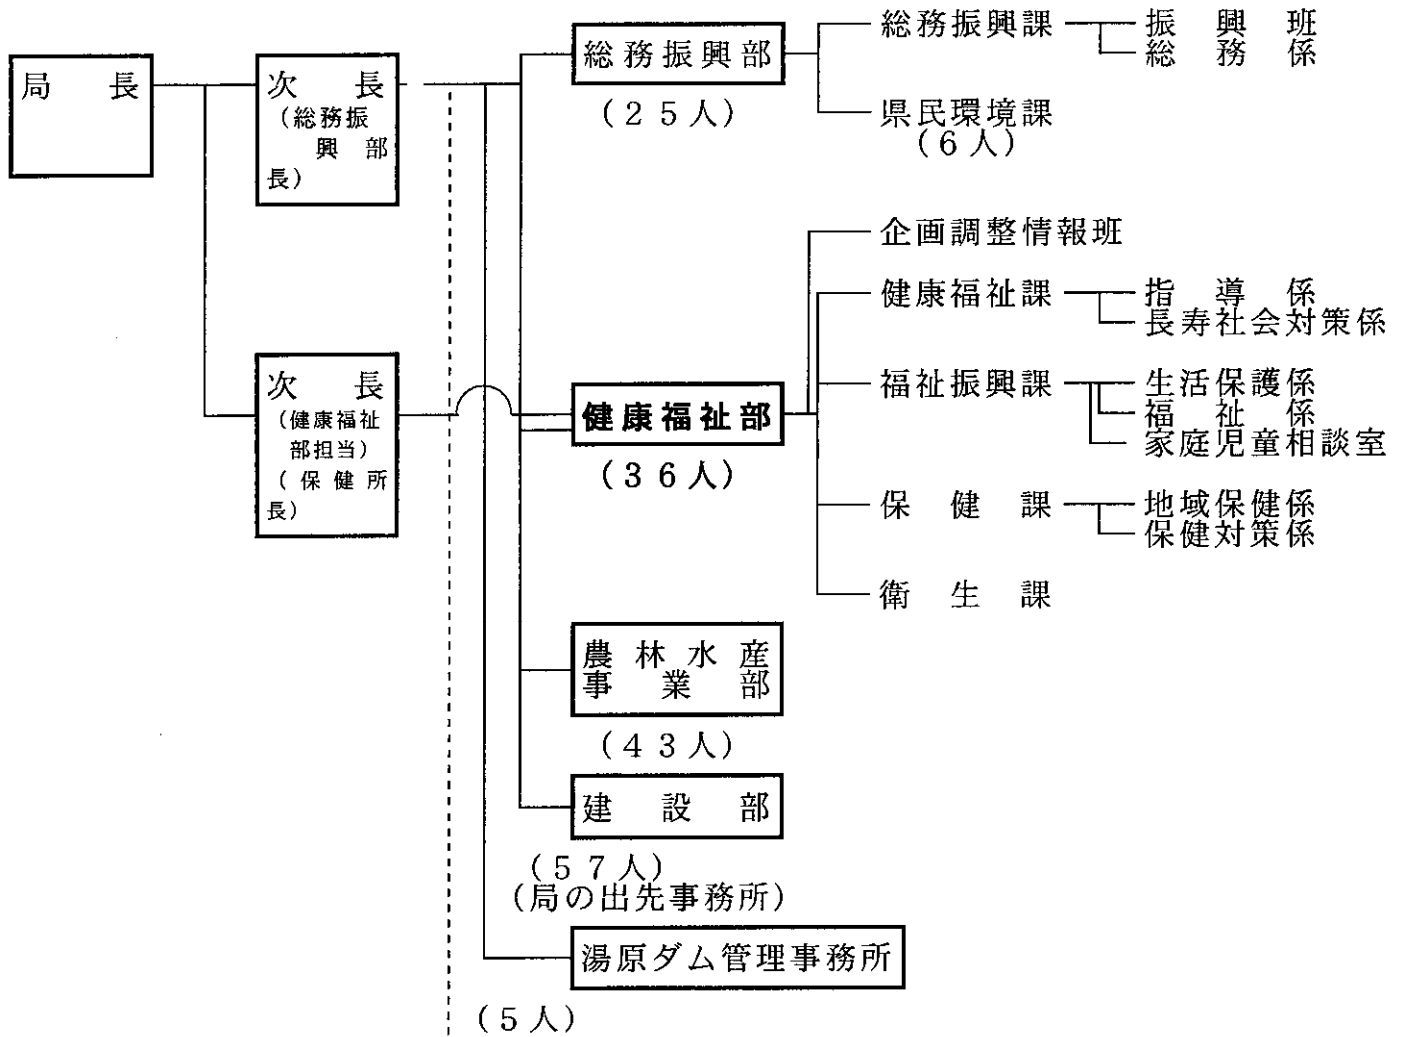 局長
次長
（総務振
興部
長）
次長
（健康福祉
部担当）
（保健所
長）
総務振興部
（２５人）
総務振興課
振興班
総務係
県民環境課
（６人）
健康福祉部
（３６人）
企画調整情報班
健康福祉課
指導係
長寿社会対策係
福祉振興課
生活保護係
福祉係
家庭児童相談室
保健課
地域保健係
保健対策係
衛生課
農林水産
事業部
（４３人）
建設部
（５７人）
（局の出先事務所）
湯原ダム管理事務所
（５人）